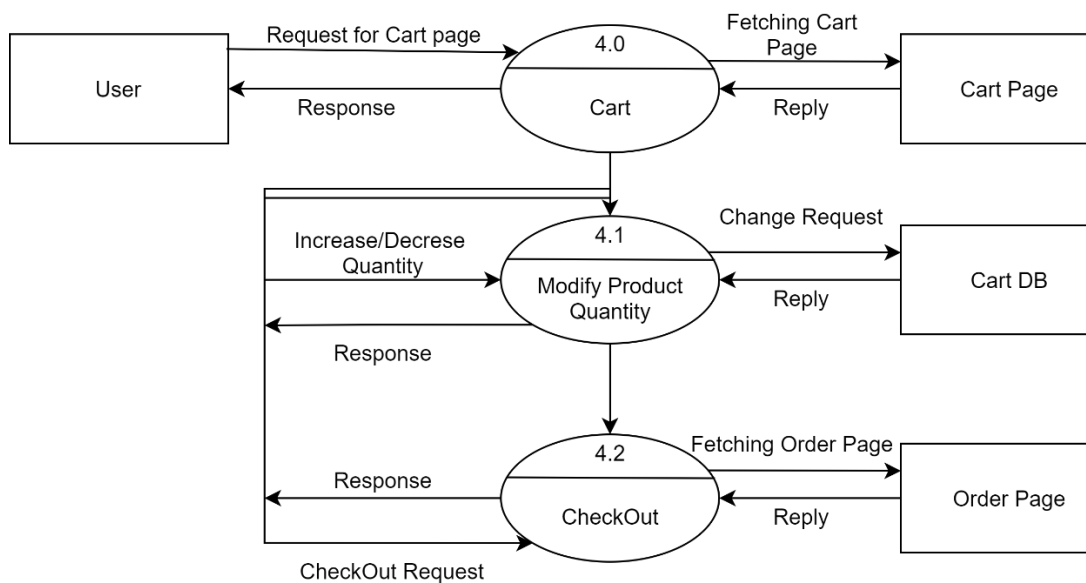 Fetching Cart
Page
Request for Cart page
4.0
User
Cart Page
Response
Cart
Reply
Change Request
4.1
Increase/Decrese
Quantity
Modify Product
Quantity
Cart DB
Reply
Response
Fetching Order Page
4.2
Response
Order Page
CheckOut
Reply
CheckOut Request